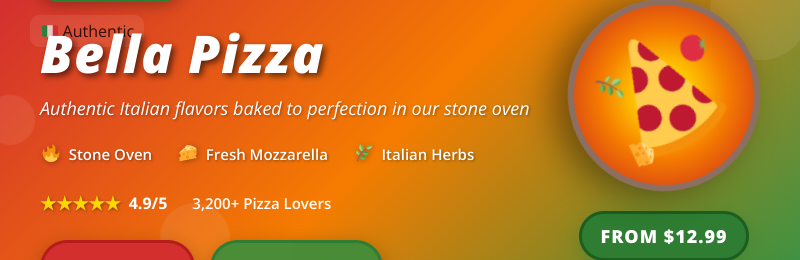 Authentic
Bella Pizza
Authentic Italian flavors baked to perfection in our stone oven
Stone Oven
Fresh Mozzarella
Italian Herbs
★★★★★ 4.9/5
3,200+ Pizza Lovers
FROM $12.99